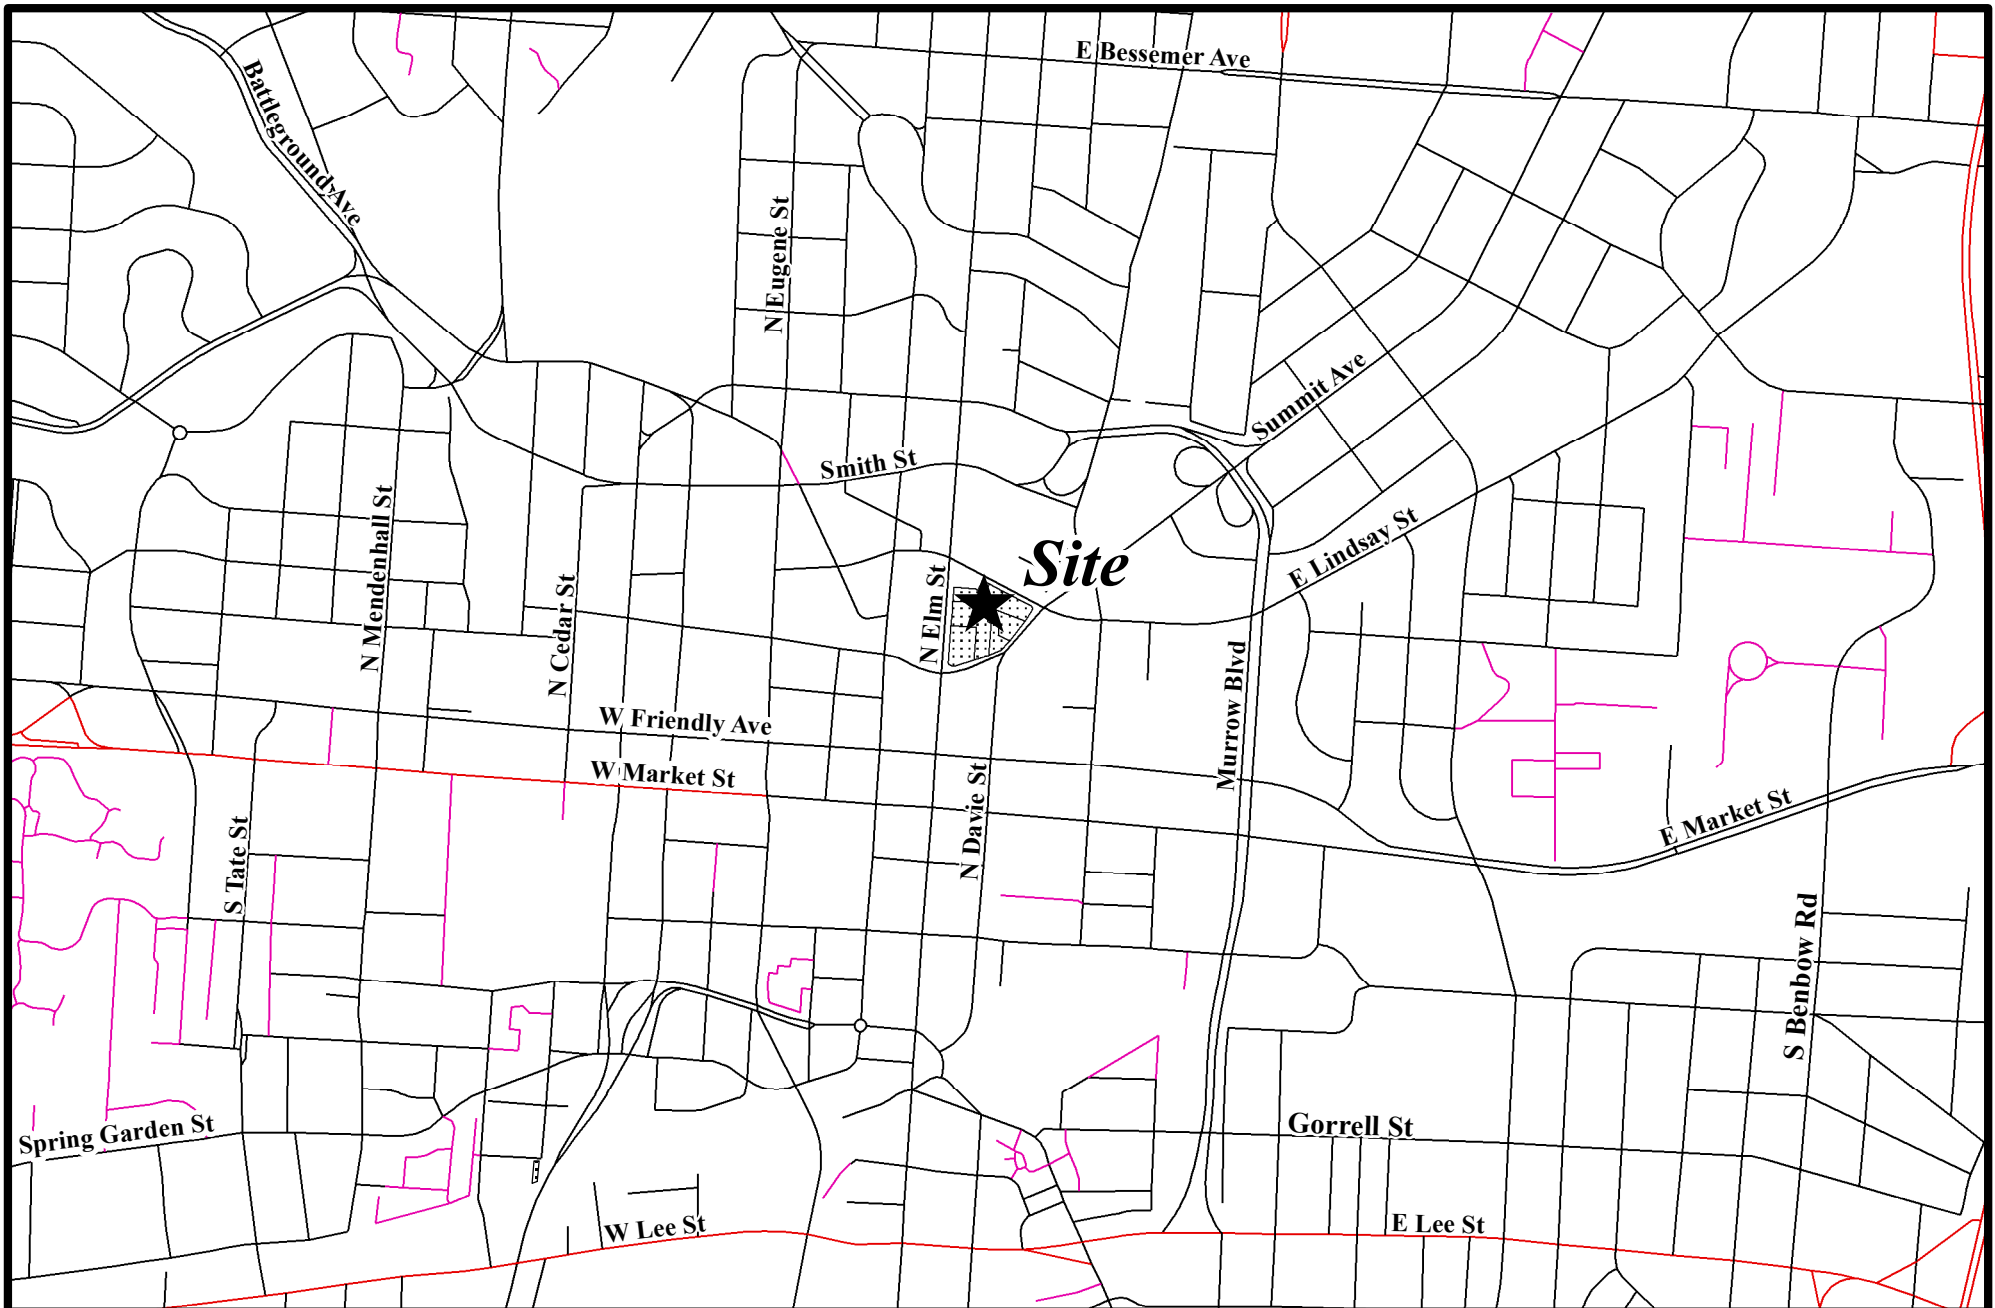 E Bessemer Ave
Battleground Ave
N Eugene St
Summit Ave
Smith St
N Mendenhall St
E Lindsay St
Site
N Elm St
N Cedar St
Murrow Blvd
W Friendly Ave
W Market St
N Davie St
E Market St
S Tate St
S Benbow Rd
Spring Garden St
Gorrell St
W Lee St
E Lee St